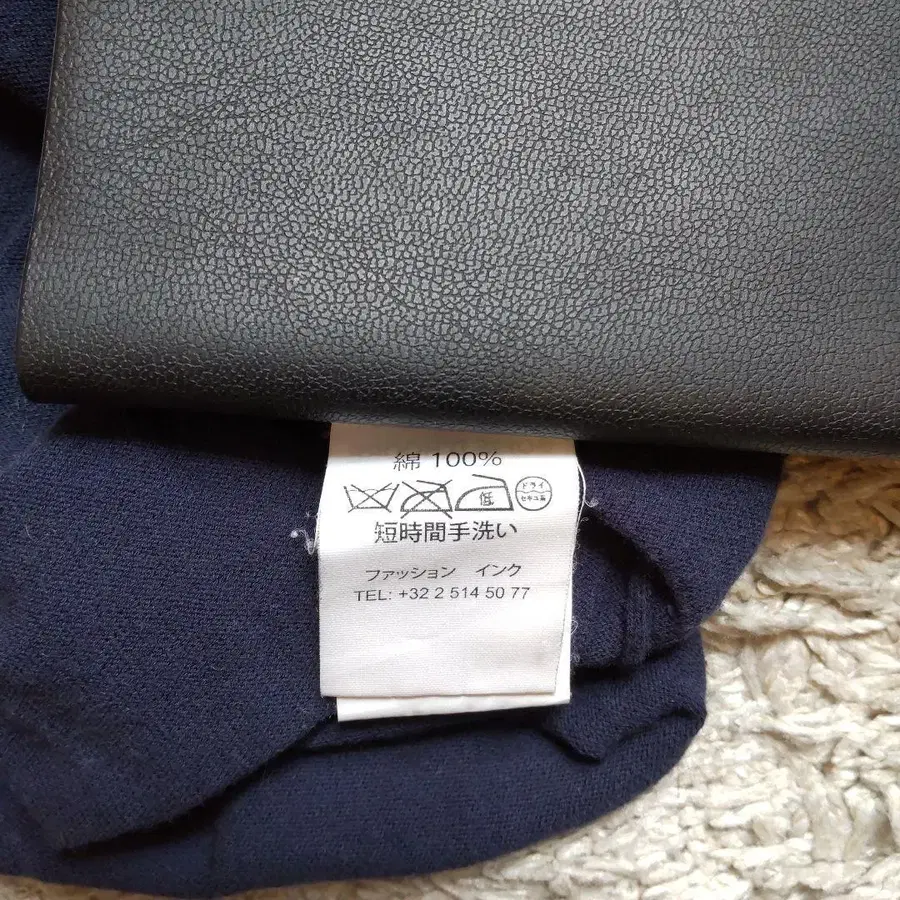 綿 100%
低 ドライ
セキユ系
短時間手洗い
ファッション インク
TEL: +32 2 514 50 77